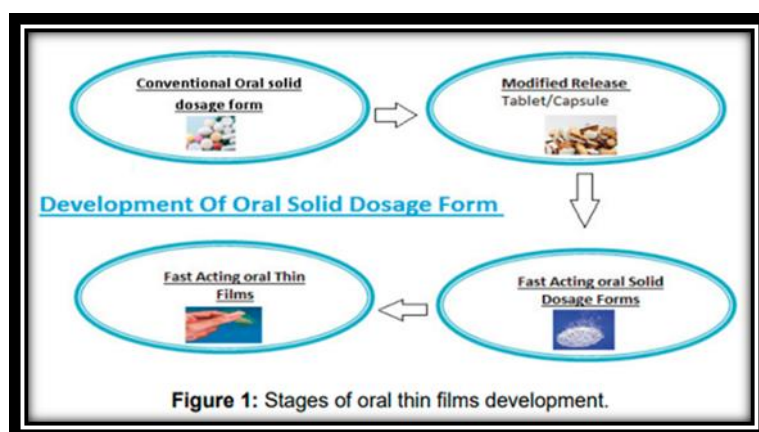 Conventional Oral solid
dosage form
Modified Release
Tablet/Capsule
Development Of Oral Solid Dosage Form
Fast Acting oral Thin
Films
Fast Acting oral Solid
Dosage Forms
Figure 1: Stages of oral thin films development.